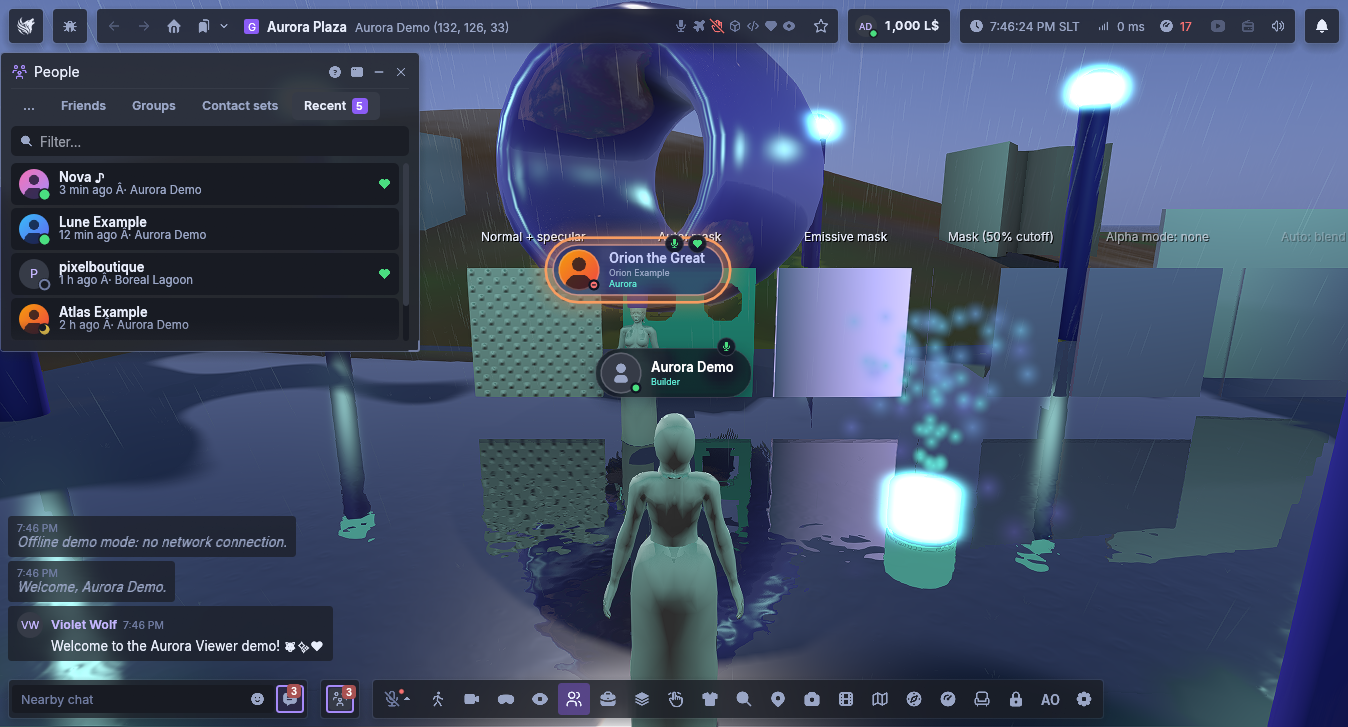 G Aurora Plaza Aurora Demo (132, 126, 33)
AD 1,000 L$
7:46:24 PM SLT 0 ms 17
People
... Friends Groups Contact sets Recent 5
Filter...
Nova ♪
3 min ago Â· Aurora Demo
Lune Example
12 min ago Â· Aurora Demo
P pixelboutique
1 h ago Â· Boreal Lagoon
Atlas Example
2 h ago Â· Aurora Demo
Normal + specular
mask
Emissive mask
Mask (50% cutoff)
Alpha mode: none
Auto: blend
Orion the Great
Orion Example
Aurora
Aurora Demo
Builder
7:46 PM
Offline demo mode: no network connection.
7:46 PM
Welcome, Aurora Demo.
VW Violet Wolf 7:46 PM
Welcome to the Aurora Viewer demo!
Nearby chat 3 3
AO